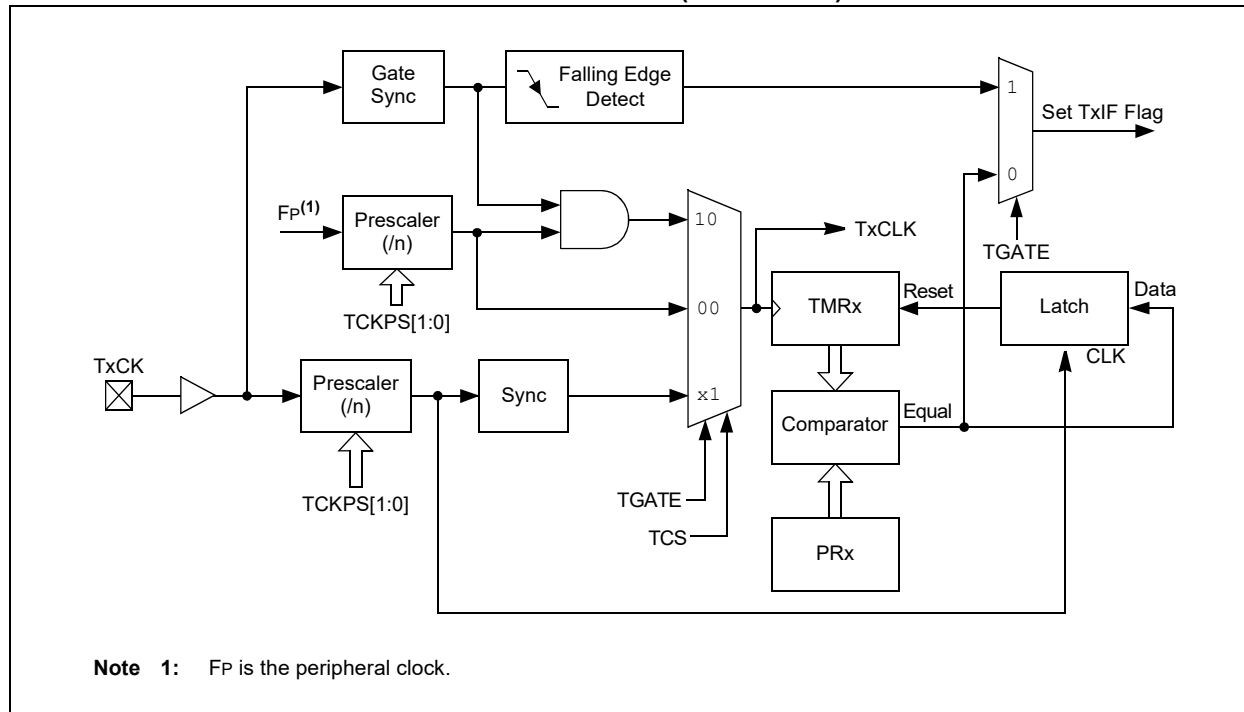 Gate
Sync
Falling Edge
Detect
1
Set TxIF Flag
0
TGATE
FP(1)
Prescaler
(/n)
TCKPS[1:0]
10
00
x1
TxCLK
TMRx
Reset
Latch
Data
CLK
TxCK
Prescaler
(/n)
TCKPS[1:0]
Sync
Comparator
Equal
TGATE
TCS
PRx
Note 1: FP is the peripheral clock.